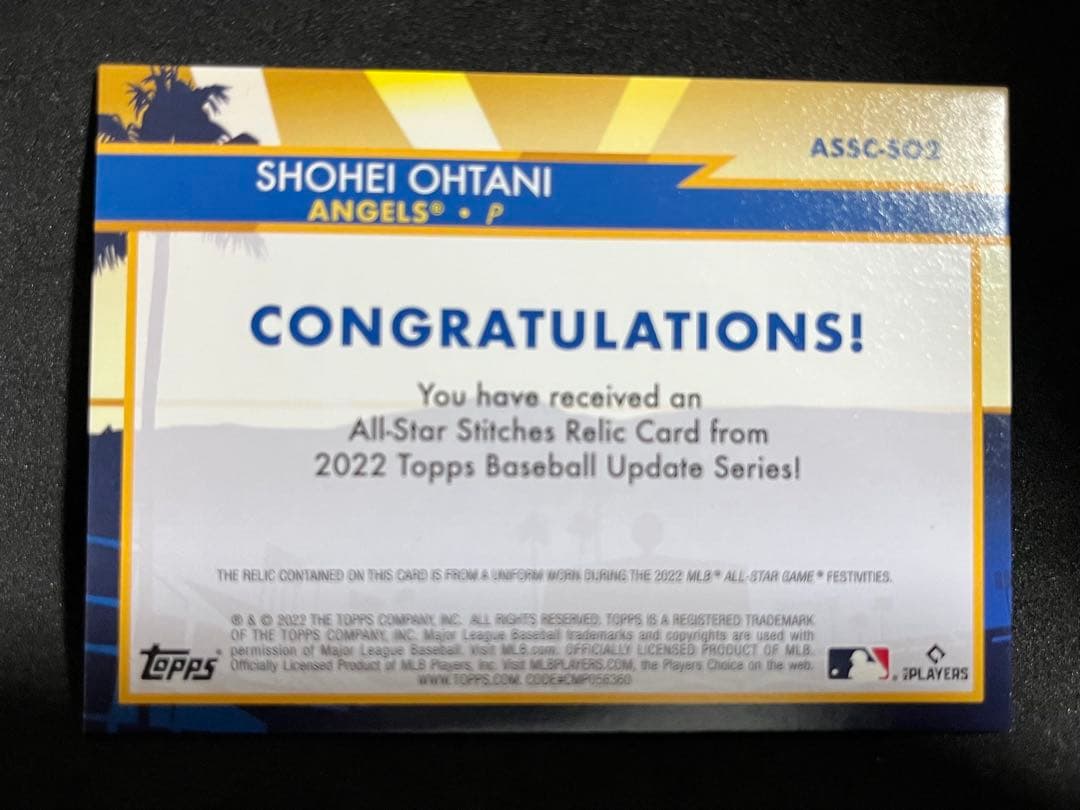 ASSC-SO2
SHOHEI OHTANI
ANGELS® • P
CONGRATULATIONS!
You have received an
All-Star Stitches Relic Card from
2022 Topps Baseball Update Series!
THE RELIC CONTAINED ON THIS CARD IS FROM A UNIFORM WORN DURING THE 2022 MLB® ALL-STAR GAME® FESTIVITIES.
® & © 2022 THE TOPPS COMPANY, INC. ALL RIGHTS RESERVED. TOPPS IS A REGISTERED TRADEMARK
OF THE TOPPS COMPANY, INC. Major League Baseball trademarks and copyrights are used with
permission of Major League Baseball. Visit MLB.com. OFFICIALLY LICENSED PRODUCT OF MLB.
Officially Licensed Product of MLB Players, Inc. Visit MLBPLAYERS.COM, the Players Choice on the web.
WWW.TOPPS.COM. CODE#CMP056360
Topps®
PLAYERS